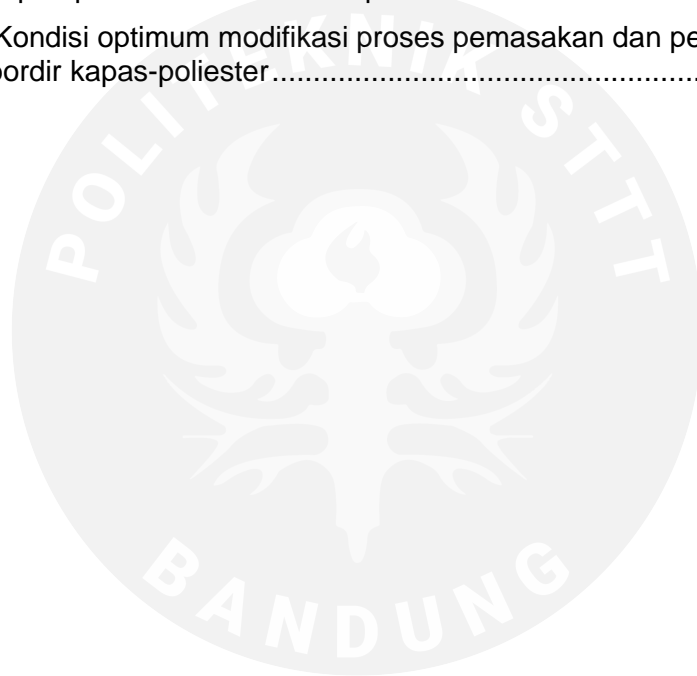 Kondisi optimum modifikasi proses pemasakan dan pe
bordir kapas-poliester....................................................
POLITEKNIK STTT
BANDUNG